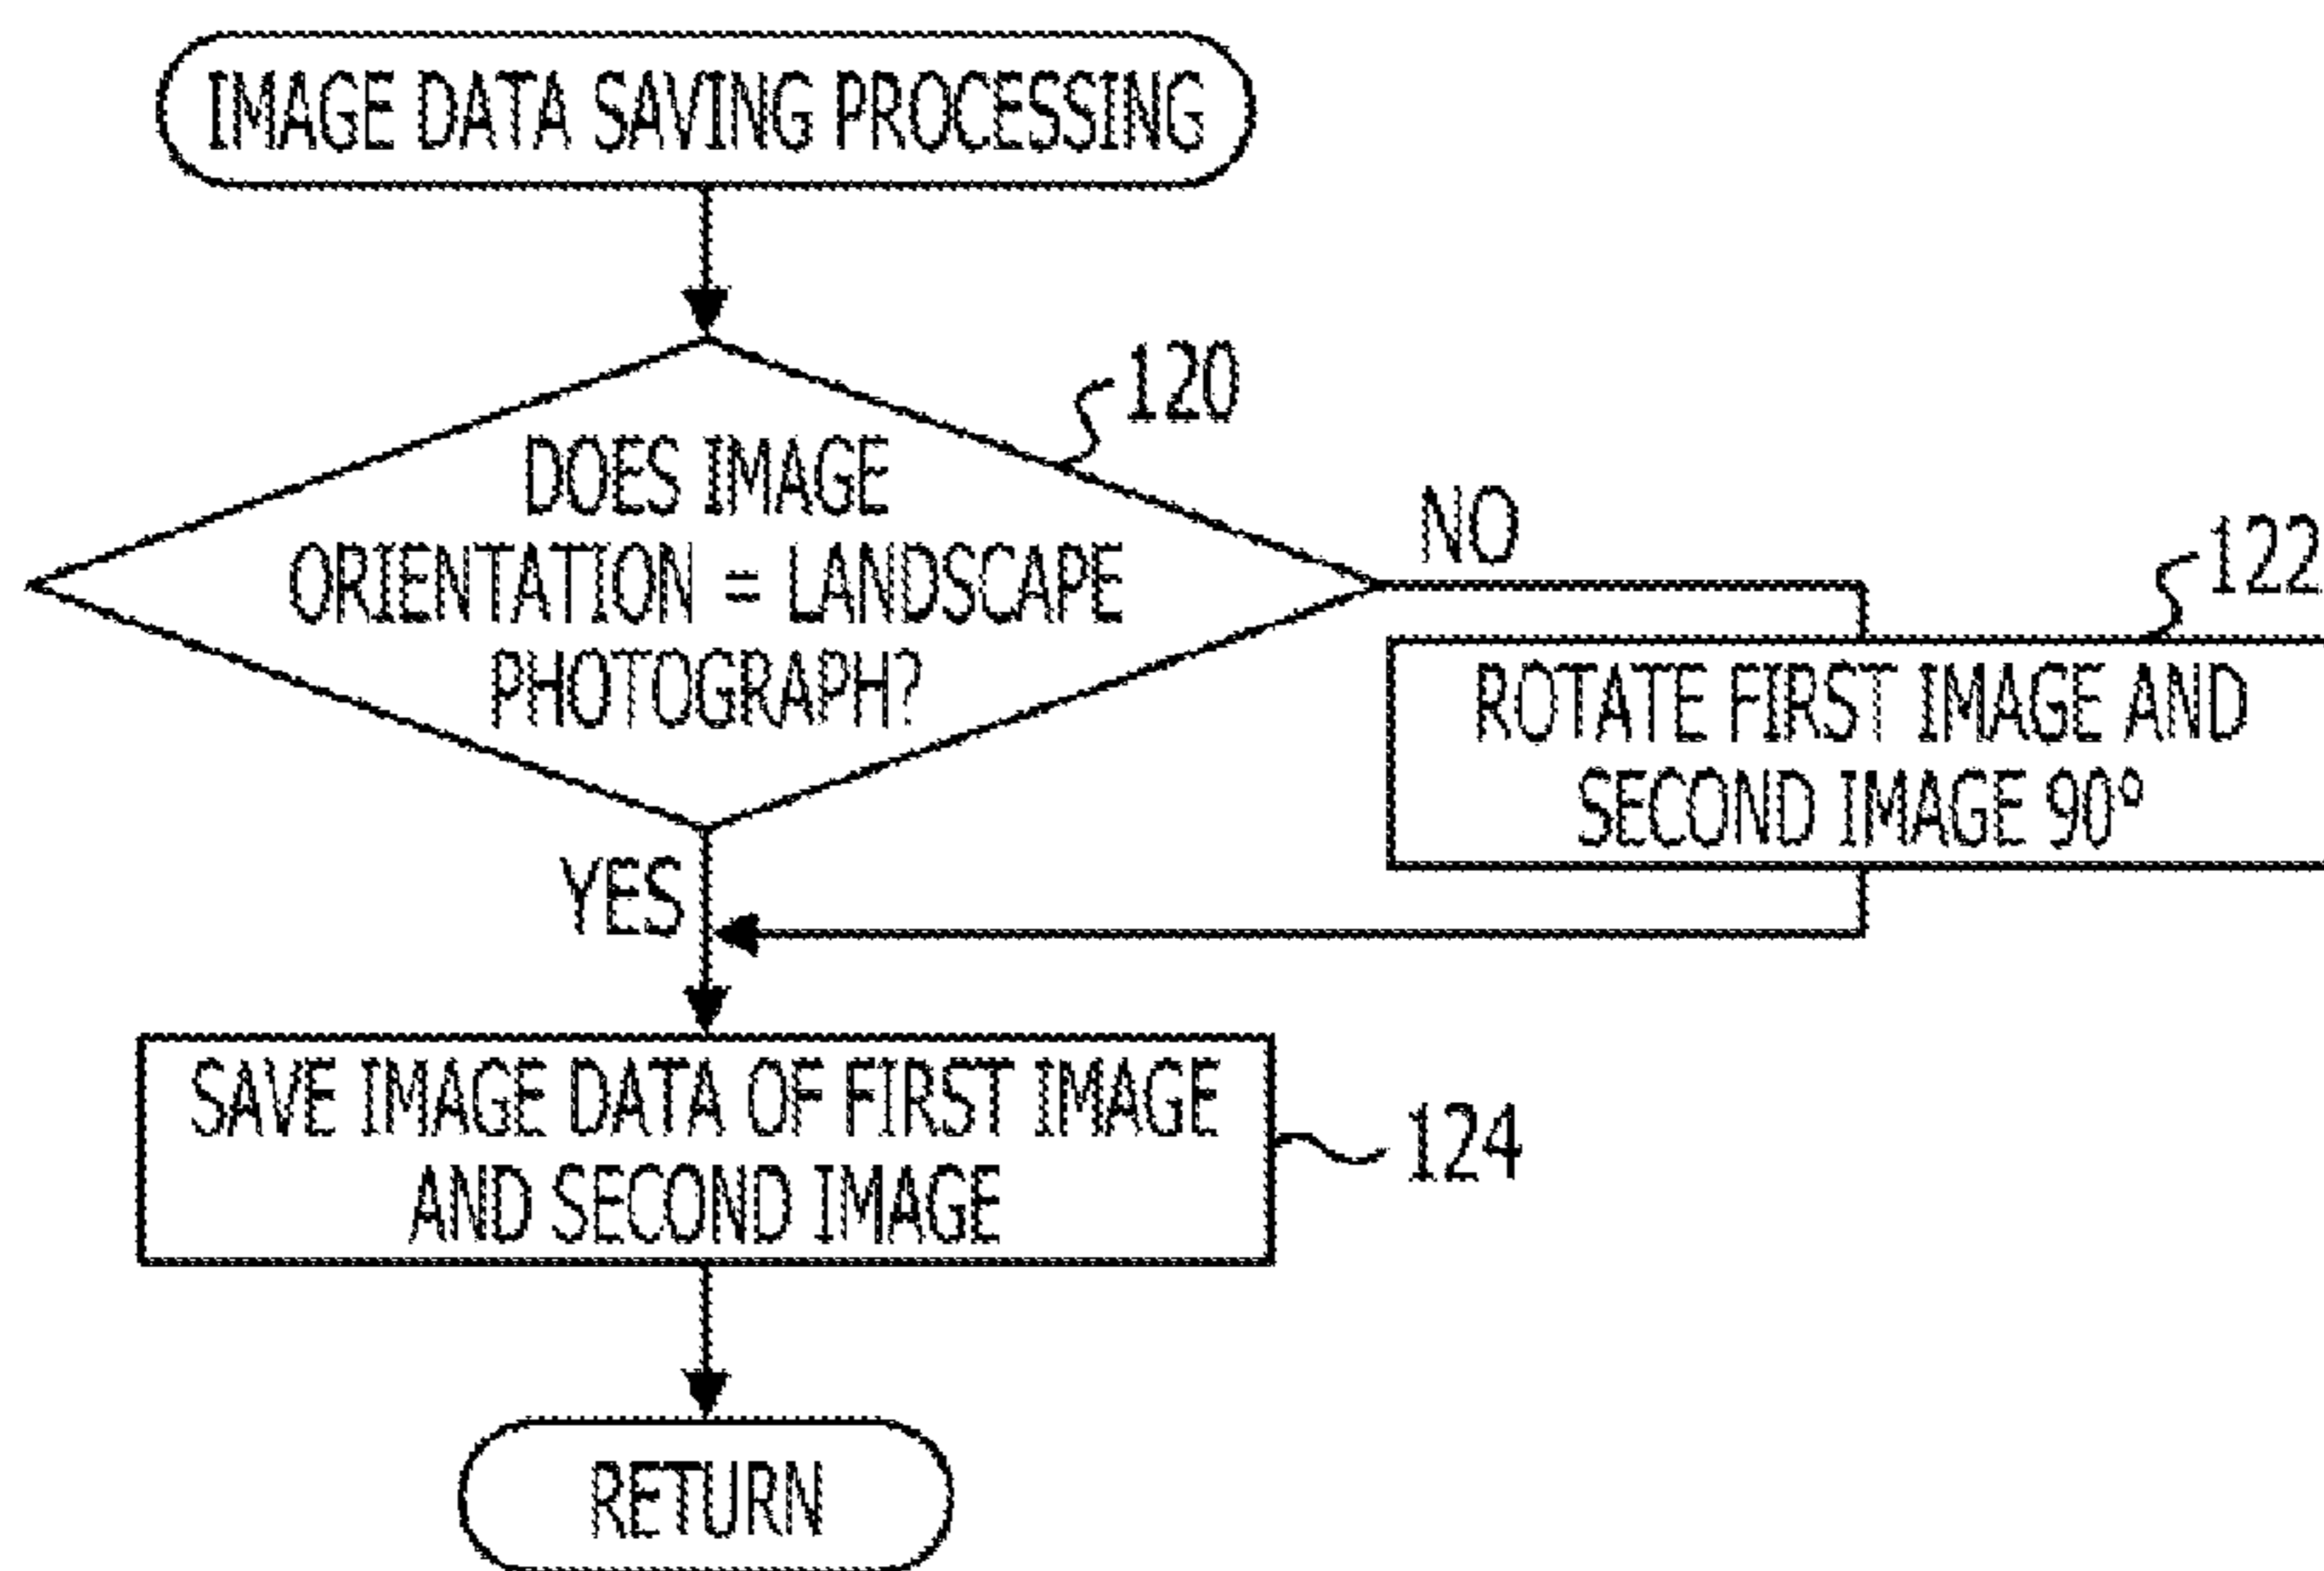 IMAGE DATA SAVING PROCESSING
120
DOES IMAGE
ORIENTATION = LANDSCAPE
PHOTOGRAPH?
NO
122
ROTATE FIRST IMAGE AND
SECOND IMAGE 90°
YES
SAVE IMAGE DATA OF FIRST IMAGE
AND SECOND IMAGE
124
RETURN